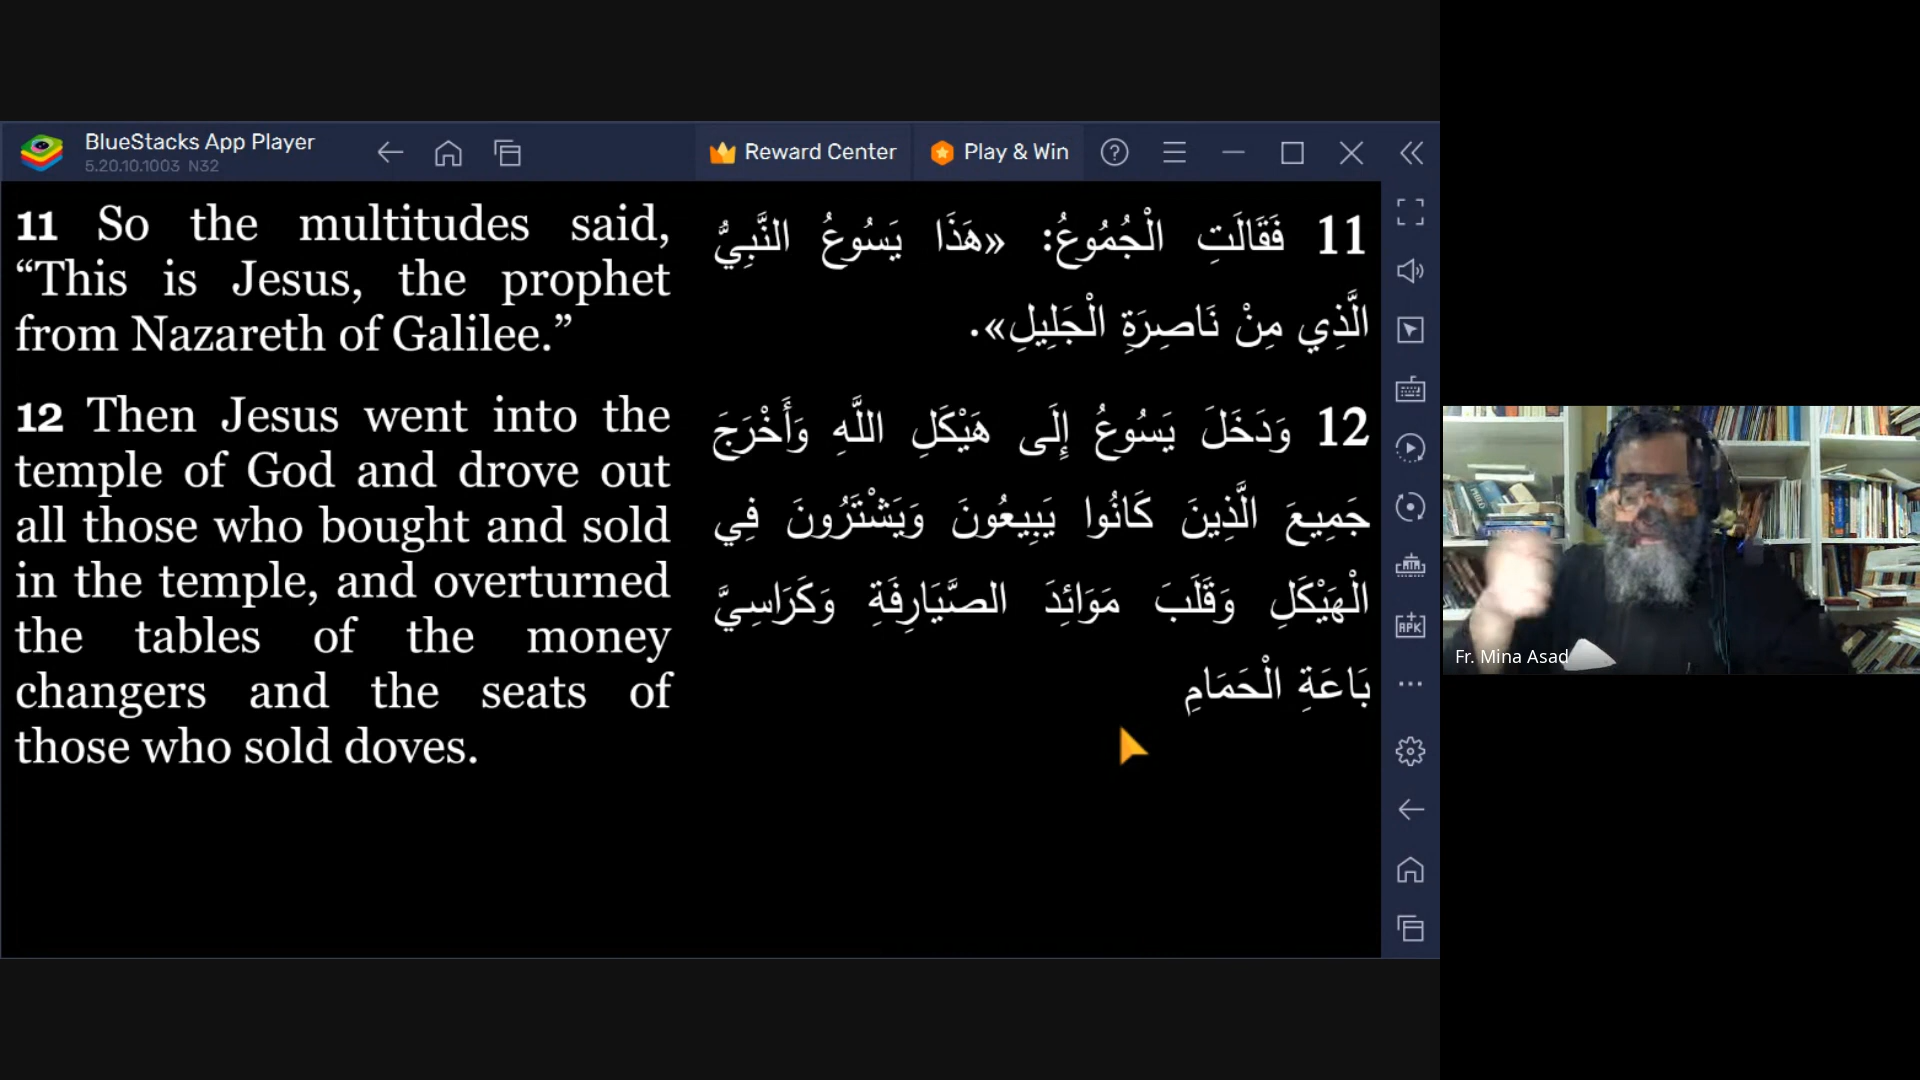 BlueStacks App Player
5.20.10.1003 N32
Reward Center
Play & Win
11 So the multitudes said,
“This is Jesus, the prophet
from Nazareth of Galilee.”
12 Then Jesus went into the
temple of God and drove out
all those who bought and sold
in the temple, and overturned
the tables of the money
changers and the seats of
those who sold doves.
11 فَقَالَتِ الْجُمُوعُ: «هَذَا يَسُوعُ النَّبِيُّ
الَّذِي مِنْ نَاصِرَةِ الْجَلِيلِ».
12 وَدَخَلَ يَسُوعُ إِلَى هَيْكَلِ اللَّهِ وَأَخْرَجَ
جَمِيعَ الَّذِينَ كَانُوا يَبِيعُونَ وَيَشْتَرُونَ فِي
الْهَيْكَلِ وَقَلَبَ مَوَائِدَ الصَّيَارِفَةِ وَكَرَاسِيَّ
بَاعَةِ الْحَمَامِ
APK
Fr. Mina Asad